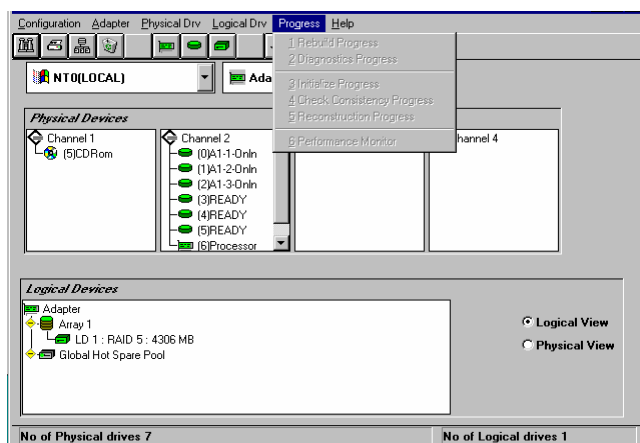 Configuration Adapter Physical Drv Logical Drv Progress Help
NT0(LOCAL)
Ada
1 Rebuild Progress
2 Diagnostics Progress
3 Initialize Progress
4 Check Consistency Progress
5 Reconstruction Progress
6 Performance Monitor
Physical Devices
Channel 1
(5)CDRom
Channel 2
(0)A1-1-OnIn
(1)A1-2-OnIn
(2)A1-3-OnIn
(3)READY
(4)READY
(5)READY
(6)Processor
hannel 4
Logical Devices
Adapter
Array 1
LD 1 : RAID 5 : 4306 MB
Global Hot Spare Pool
Logical View
Physical View
No of Physical drives 7
No of Logical drives 1